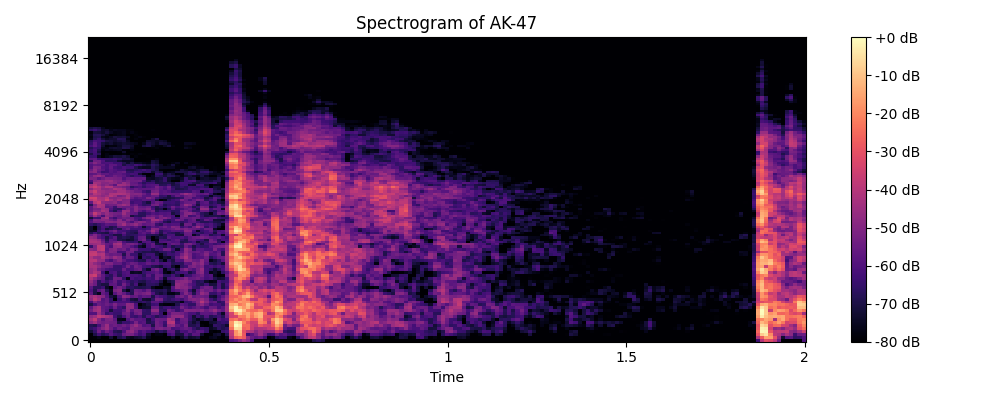 Spectrogram of AK-47
16384
8192
4096
2048
1024
512
0
Hz
0
0.5
1
1.5
2
Time
+0 dB
-10 dB
-20 dB
-30 dB
-40 dB
-50 dB
-60 dB
-70 dB
-80 dB